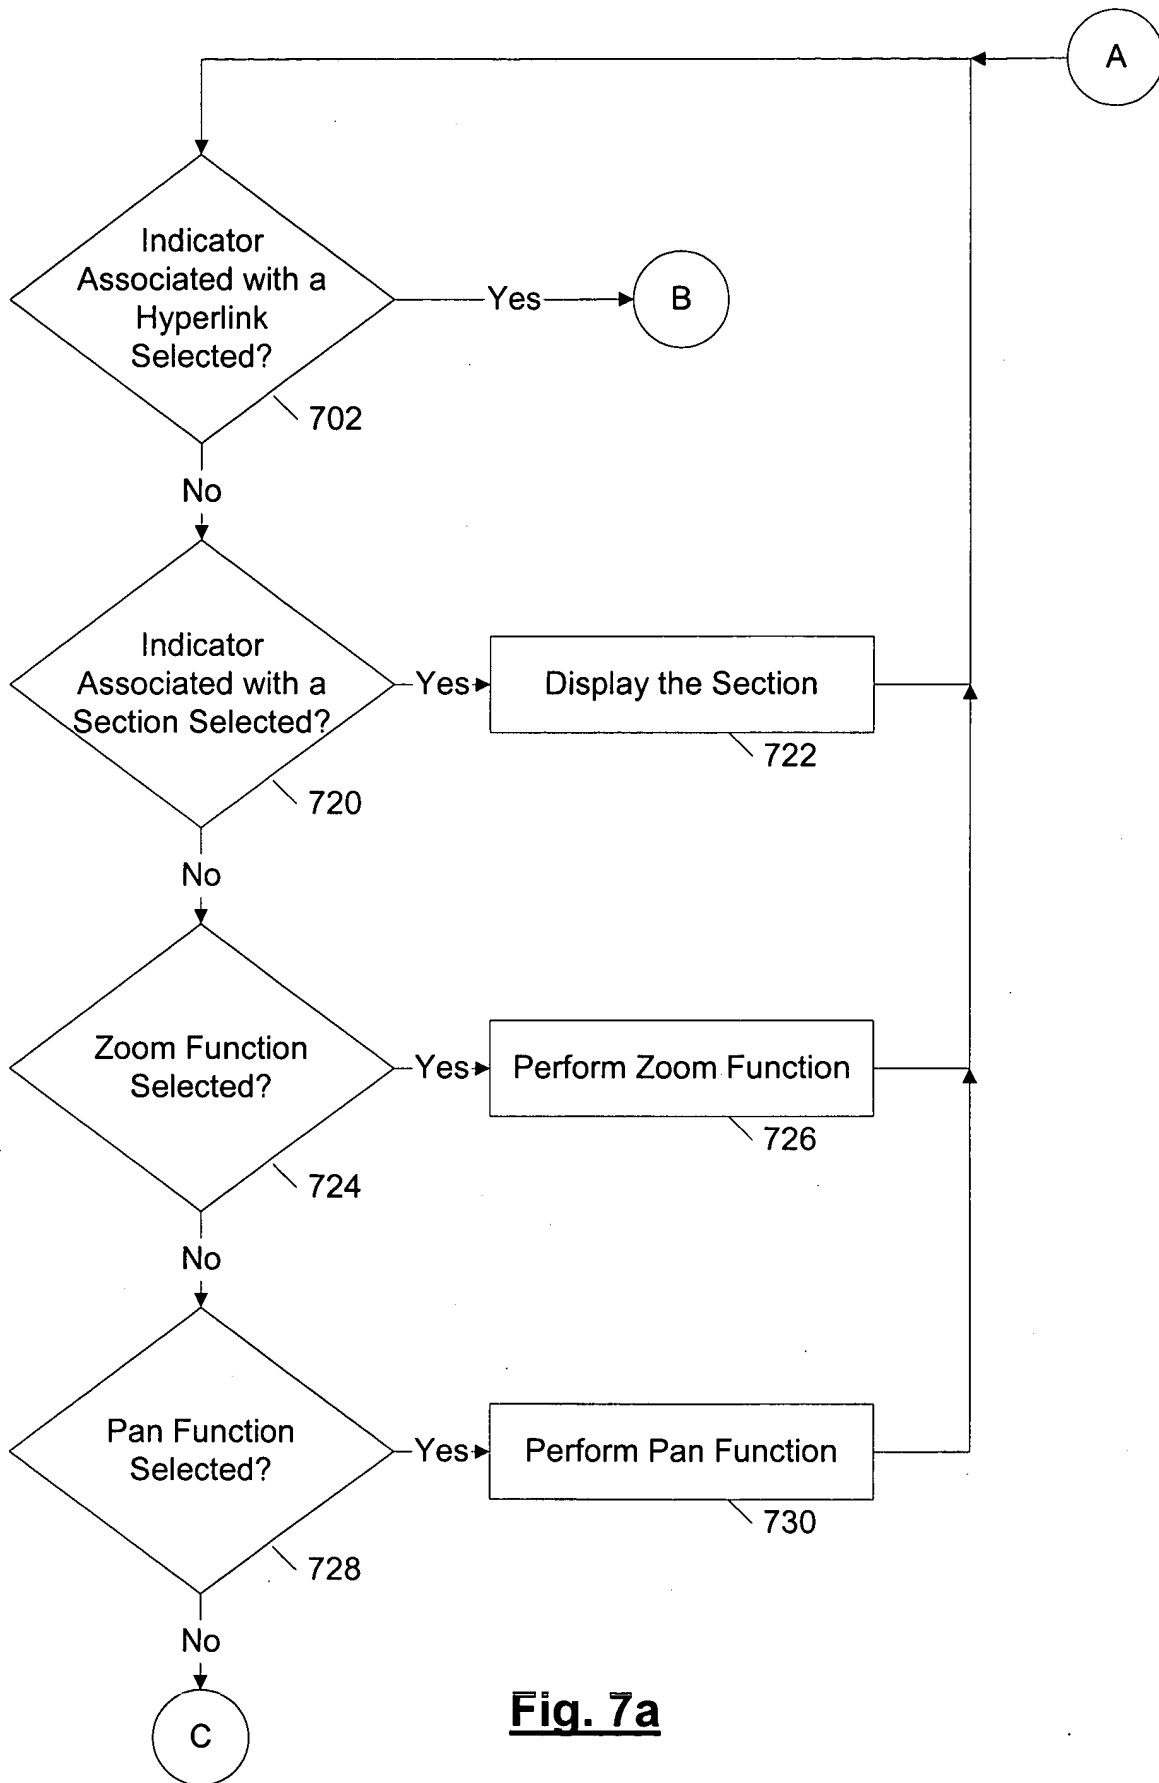 A
Indicator
Associated with a
Hyperlink
Selected?
Yes
B
702
No
Indicator
Associated with a
Section Selected?
Yes
Display the Section
722
720
No
Zoom Function
Selected?
Yes
Perform Zoom Function
726
724
No
Pan Function
Selected?
Yes
Perform Pan Function
730
728
No
C
Fig. 7a